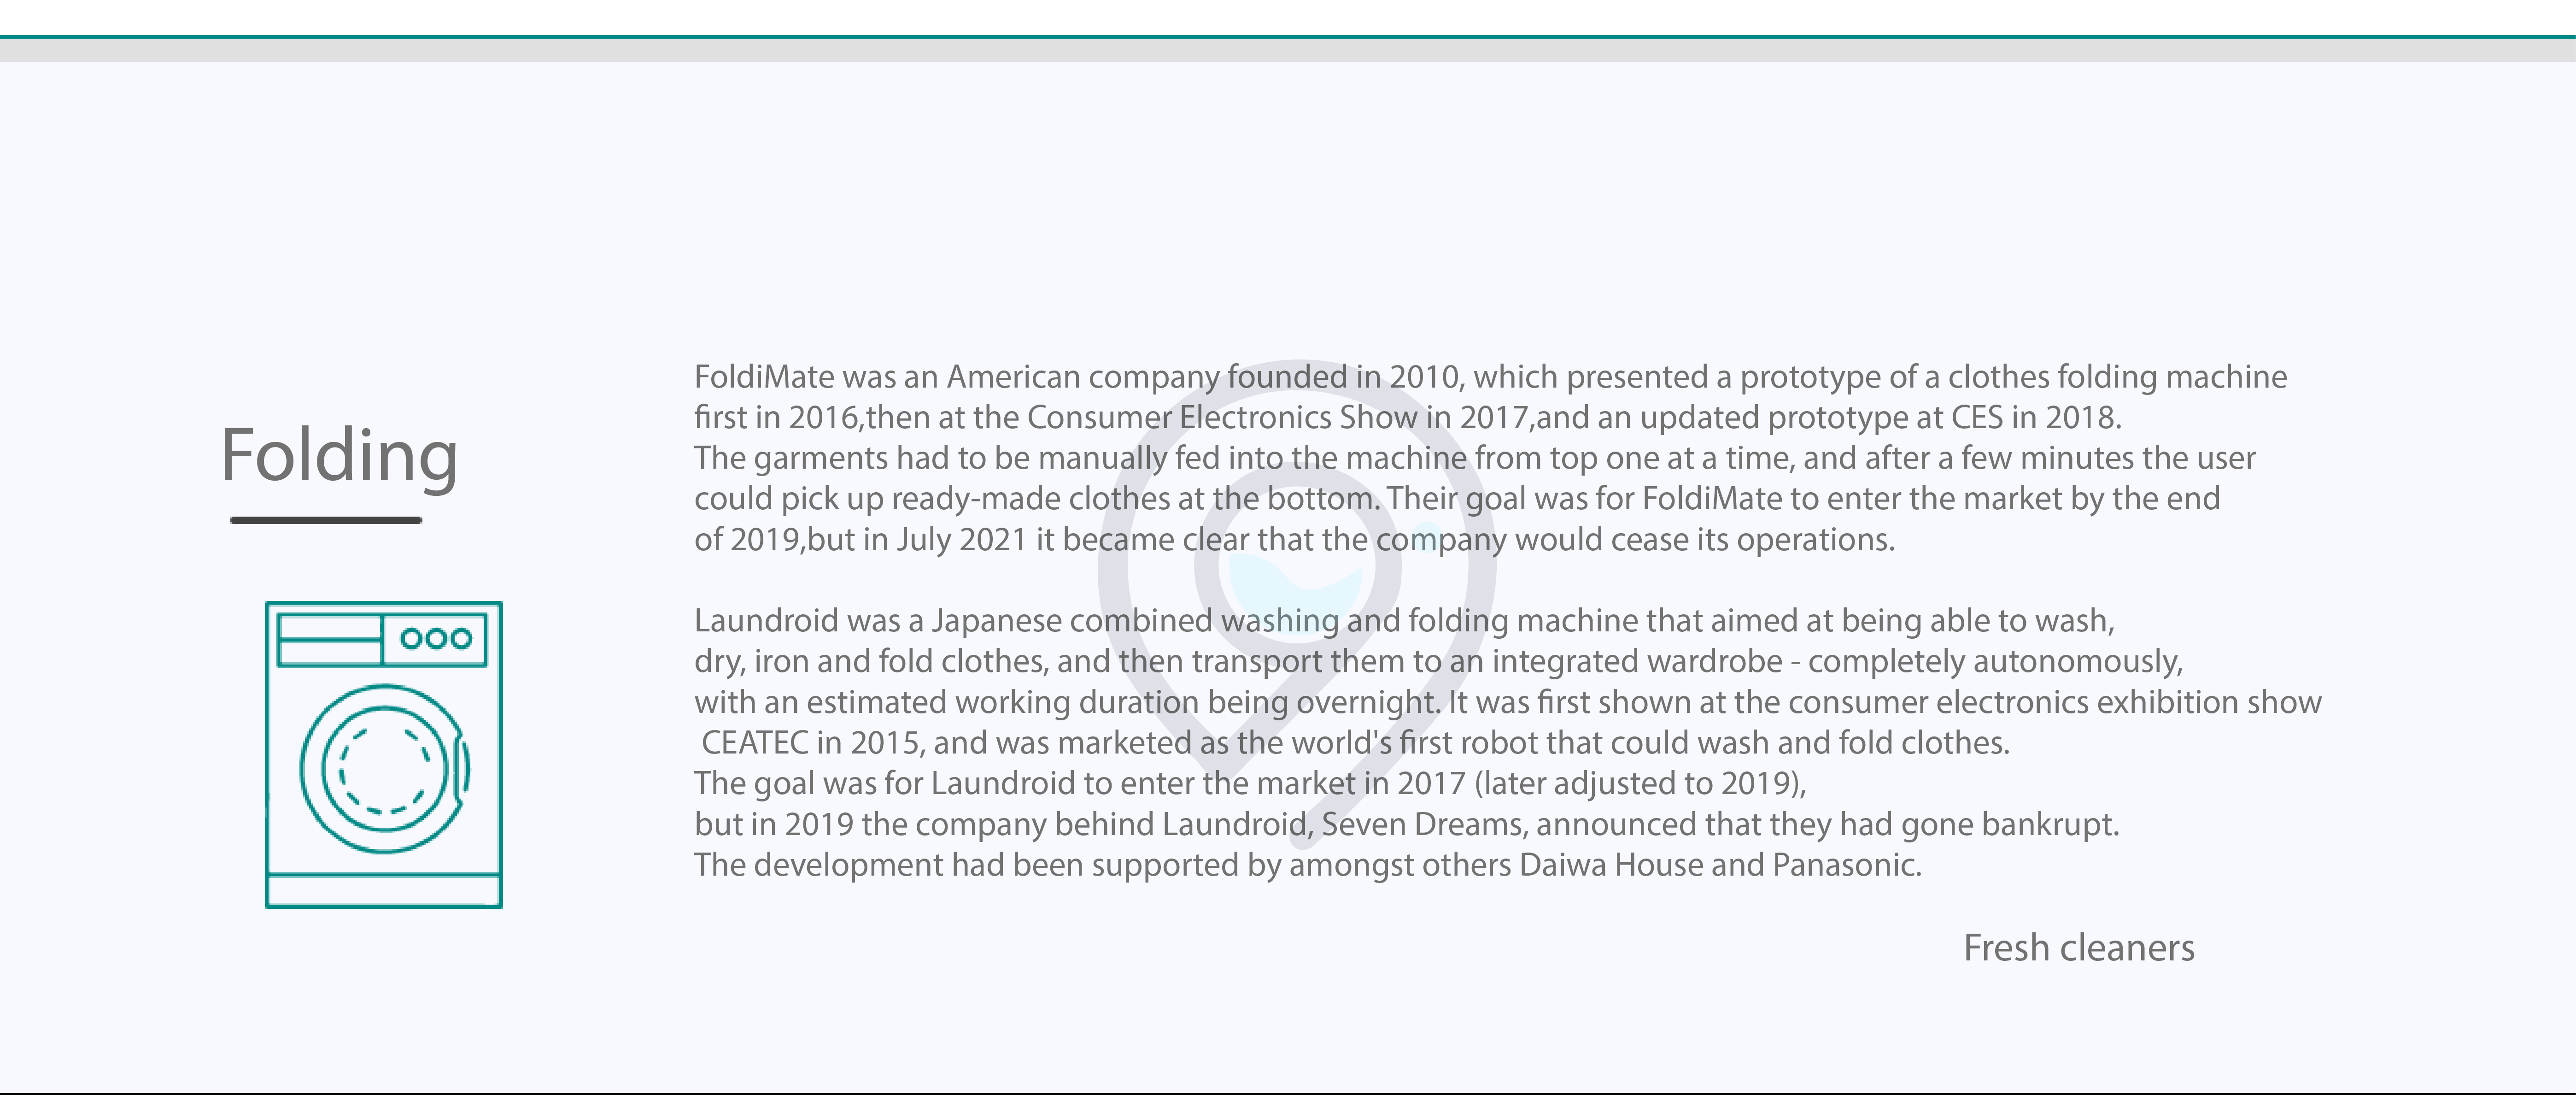 Folding
FoldiMate was an American company founded in 2010, which presented a prototype of a clothes folding machine
first in 2016,then at the Consumer Electronics Show in 2017,and an updated prototype at CES in 2018.
The garments had to be manually fed into the machine from top one at a time, and after a few minutes the user
could pick up ready-made clothes at the bottom. Their goal was for FoldiMate to enter the market by the end
of 2019,but in July 2021 it became clear that the company would cease its operations.
Laundroid was a Japanese combined washing and folding machine that aimed at being able to wash,
dry, iron and fold clothes, and then transport them to an integrated wardrobe - completely autonomously,
with an estimated working duration being overnight. It was first shown at the consumer electronics exhibition show
CEATEC in 2015, and was marketed as the world's first robot that could wash and fold clothes.
The goal was for Laundroid to enter the market in 2017 (later adjusted to 2019),
but in 2019 the company behind Laundroid, Seven Dreams, announced that they had gone bankrupt.
The development had been supported by amongst others Daiwa House and Panasonic.
Fresh cleaners